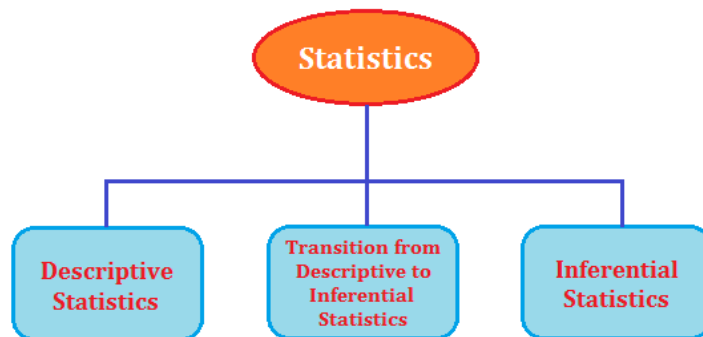 Statistics
Descriptive
Statistics
Transition from
Descriptive to
Inferential
Statistics
Inferential
Statistics